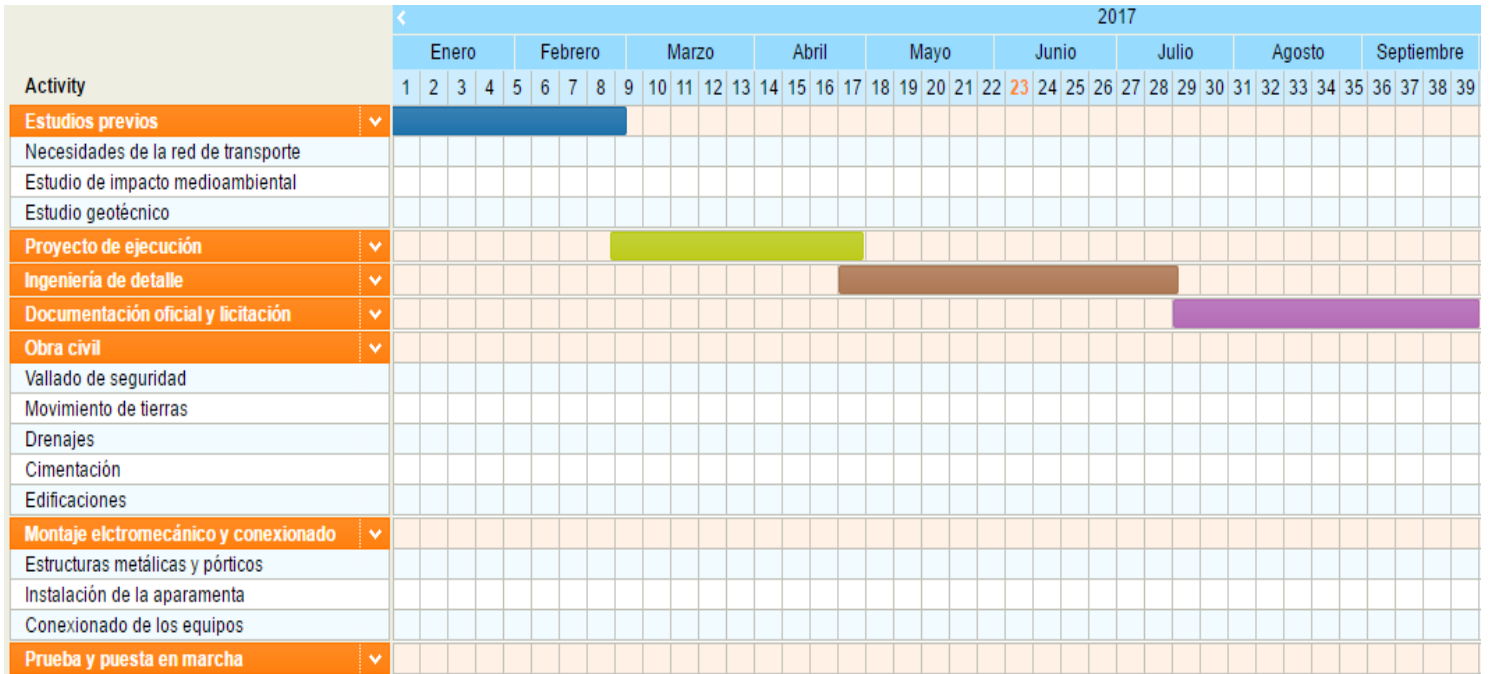 2017
Enero Febrero Marzo Abril Mayo Junio Julio Agosto Septiembre
Activity 1 2 3 4 5 6 7 8 9 10 11 12 13 14 15 16 17 18 19 20 21 22 23 24 25 26 27 28 29 30 31 32 33 34 35 36 37 38 39
Estudios previos
Necesidades de la red de transporte
Estudio de impacto medioambiental
Estudio geotécnico
Proyecto de ejecución
Ingeniería de detalle
Documentación oficial y licitación
Obra civil
Vallado de seguridad
Movimiento de tierras
Drenajes
Cimentación
Edificaciones
Montaje elctromecánico y conexionado
Estructuras metálicas y pórticos
Instalación de la aparamenta
Conexionado de los equipos
Prueba y puesta en marcha